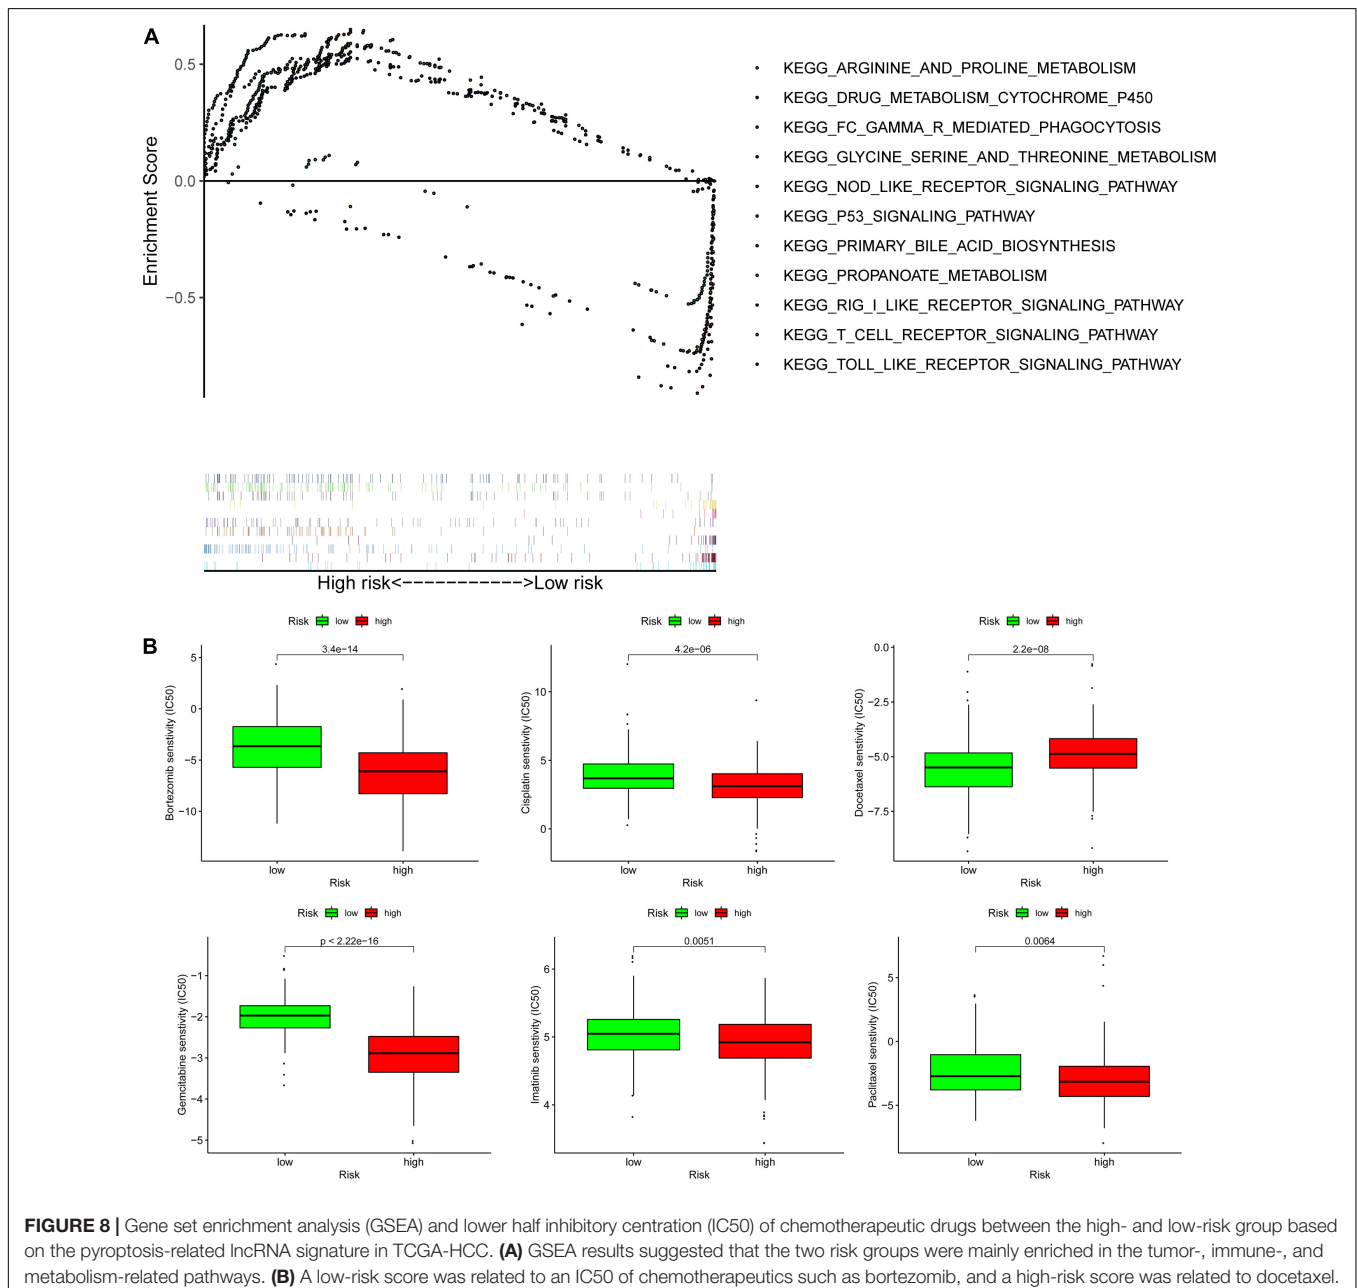 A
0.5
0.0
−0.5
Enrichment Score
KEGG_ARGININE_AND_PROLINE_METABOLISM
KEGG_DRUG_METABOLISM_CYTOCHROME_P450
KEGG_FC_GAMMA_R_MEDIATED_PHAGOCYTOSIS
KEGG_GLYCINE_SERINE_AND_THREONINE_METABOLISM
KEGG_NOD_LIKE_RECEPTOR_SIGNALING_PATHWAY
KEGG_P53_SIGNALING_PATHWAY
KEGG_PRIMARY_BILE_ACID_BIOSYNTHESIS
KEGG_PROPANOATE_METABOLISM
KEGG_RIG_I_LIKE_RECEPTOR_SIGNALING_PATHWAY
KEGG_T_CELL_RECEPTOR_SIGNALING_PATHWAY
KEGG_TOLL_LIKE_RECEPTOR_SIGNALING_PATHWAY
High risk<------------>Low risk
B
Risk low high
3.4e−14
5
0
−5
−10
Bortezomib senstivity (IC50)
low high
Risk
Risk low high
4.2e−06
10
5
0
Cisplatin senstivity (IC50)
low high
Risk
Risk low high
2.2e−08
0.0
−2.5
−5.0
−7.5
Docetaxel senstivity (IC50)
low high
Risk
Risk low high
p < 2.22e−16
−1
−2
−3
−4
−5
Gemcitabine senstivity (IC50)
low high
Risk
Risk low high
0.0051
6
5
4
Imatinib senstivity (IC50)
low high
Risk
Risk low high
0.0064
5
0
−5
Paclitaxel senstivity (IC50)
low high
Risk
FIGURE 8 | Gene set enrichment analysis (GSEA) and lower half inhibitory centration (IC50) of chemotherapeutic drugs between the high- and low-risk group based
on the pyroptosis-related lncRNA signature in TCGA-HCC. (A) GSEA results suggested that the two risk groups were mainly enriched in the tumor-, immune-, and
metabolism-related pathways. (B) A low-risk score was related to an IC50 of chemotherapeutics such as bortezomib, and a high-risk score was related to docetaxel.